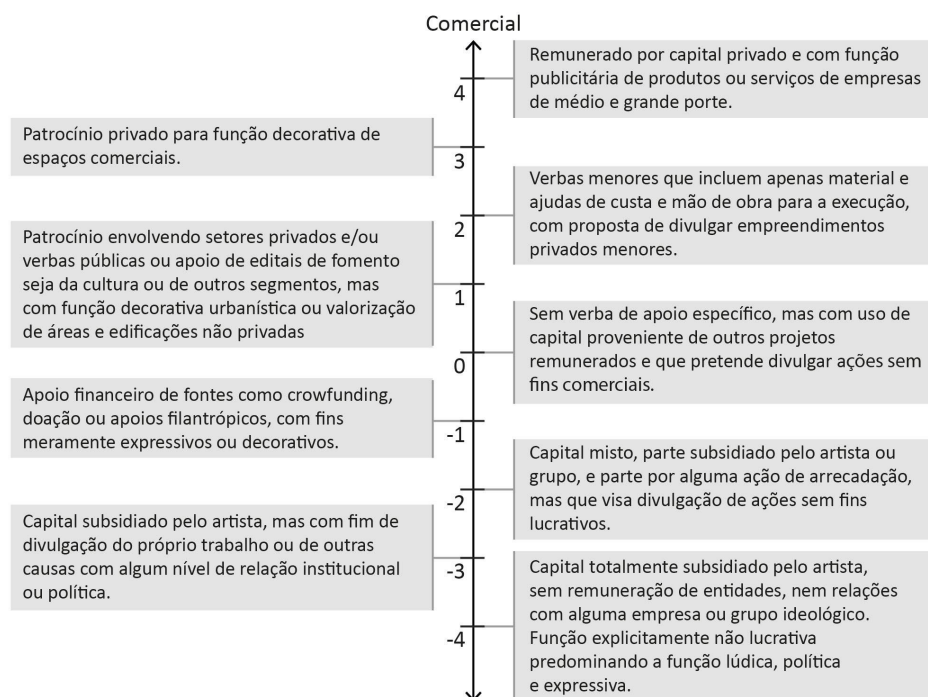 Comercial
Remunerado por capital privado e com função
publicitária de produtos ou serviços de empresas
de médio e grande porte.
4
Patrocínio privado para função decorativa de
espaços comerciais.
3
Verbas menores que incluem apenas material e
ajudas de custa e mão de obra para a execução,
com proposta de divulgar empreendimentos
privados menores.
2
Patrocínio envolvendo setores privados e/ou
verbas públicas ou apoio de editais de fomento
seja da cultura ou de outros segmentos, mas
com função decorativa urbanística ou valorização
de áreas e edificações não privadas
1
Sem verba de apoio específico, mas com uso de
capital proveniente de outros projetos
remunerados e que pretende divulgar ações sem
fins comerciais.
0
Apoio financeiro de fontes como crowfunding,
doação ou apoios filantrópicos, com fins
meramente expressivos ou decorativos.
-1
Capital misto, parte subsidiado pelo artista ou
grupo, e parte por alguma ação de arrecadação,
mas que visa divulgação de ações sem fins
lucrativos.
-2
Capital subsidiado pelo artista, mas com fim de
divulgação do próprio trabalho ou de outras
causas com algum nível de relação institucional
ou política.
-3
Capital totalmente subsidiado pelo artista,
sem remuneração de entidades, nem relações
com alguma empresa ou grupo ideológico.
Função explicitamente não lucrativa
predominando a função lúdica, política
e expressiva.
-4